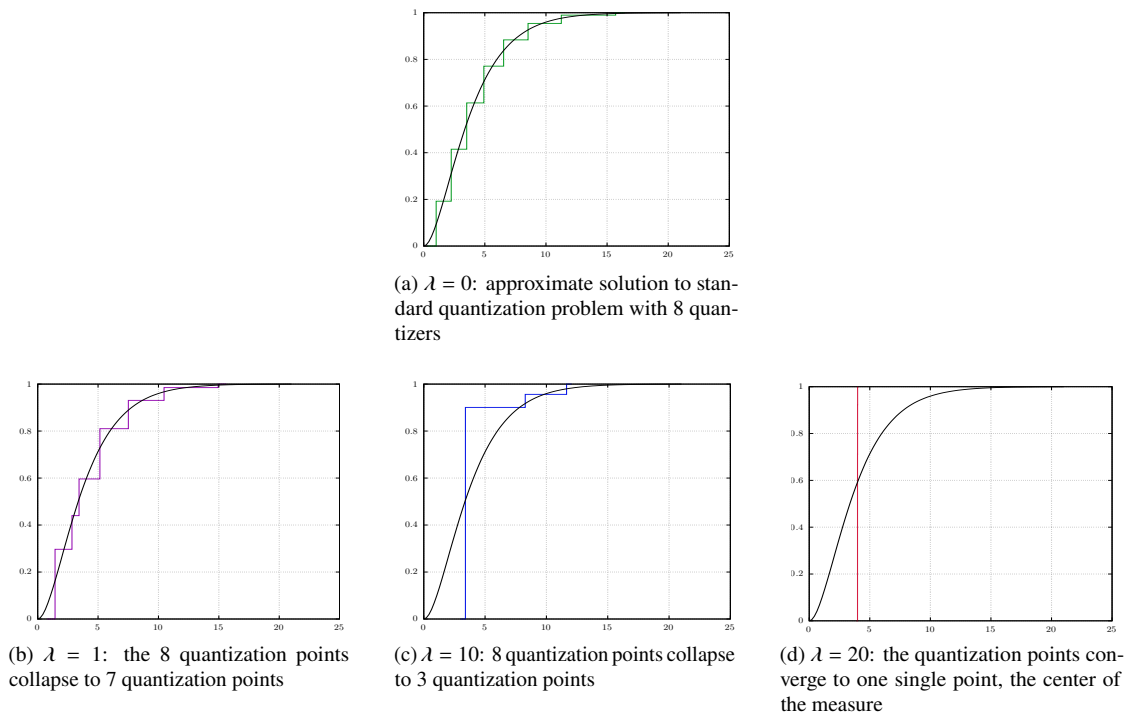 1
0.8
0.6
0.4
0.2
0
0 5 10 15 20 25
(a) λ = 0: approximate solution to stan-
dard quantization problem with 8 quan-
tizers
1
0.8
0.6
0.4
0.2
0
0 5 10 15 20 25
(b) λ = 1: the 8 quantization points
collapse to 7 quantization points
1
0.8
0.6
0.4
0.2
0
0 5 10 15 20 25
(c) λ = 10: 8 quantization points collapse
to 3 quantization points
1
0.8
0.6
0.4
0.2
0
0 5 10 15 20 25
(d) λ = 20: the quantization points con-
verge to one single point, the center of
the measure